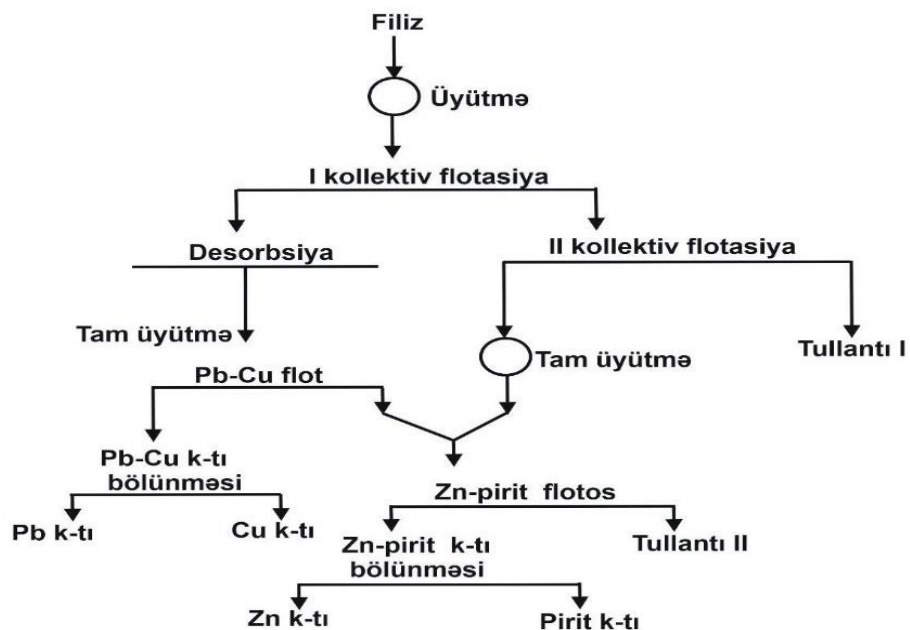 Filiz
Üyütmə
I kollektiv flotasiya
Desorbsiya
II kollektiv flotasiya
Tam üyütmə
Tam üyütmə
Tullantı I
Pb-Cu flot
Pb-Cu k-tı
bölünməsi
Zn-pirit flotos
Pb k-tı
Cu k-tı
Zn-pirit k-tı
bölünməsi
Tullantı II
Zn k-tı
Pirit k-tı